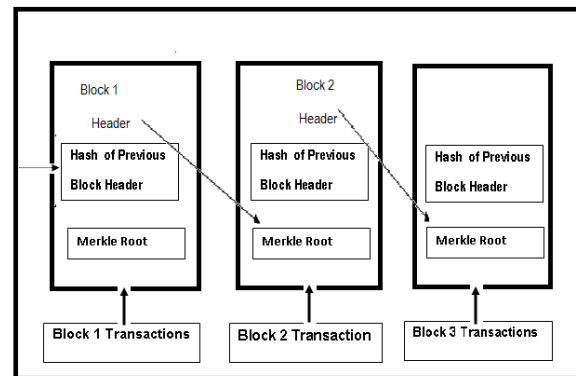 Block 1
Header
Hash of Previous
Block Header
Merkle Root
Block 1 Transactions
Block 2
Header
Hash of Previous
Block Header
Merkle Root
Block 2 Transaction
Hash of Previous
Block Header
Merkle Root
Block 3 Transactions